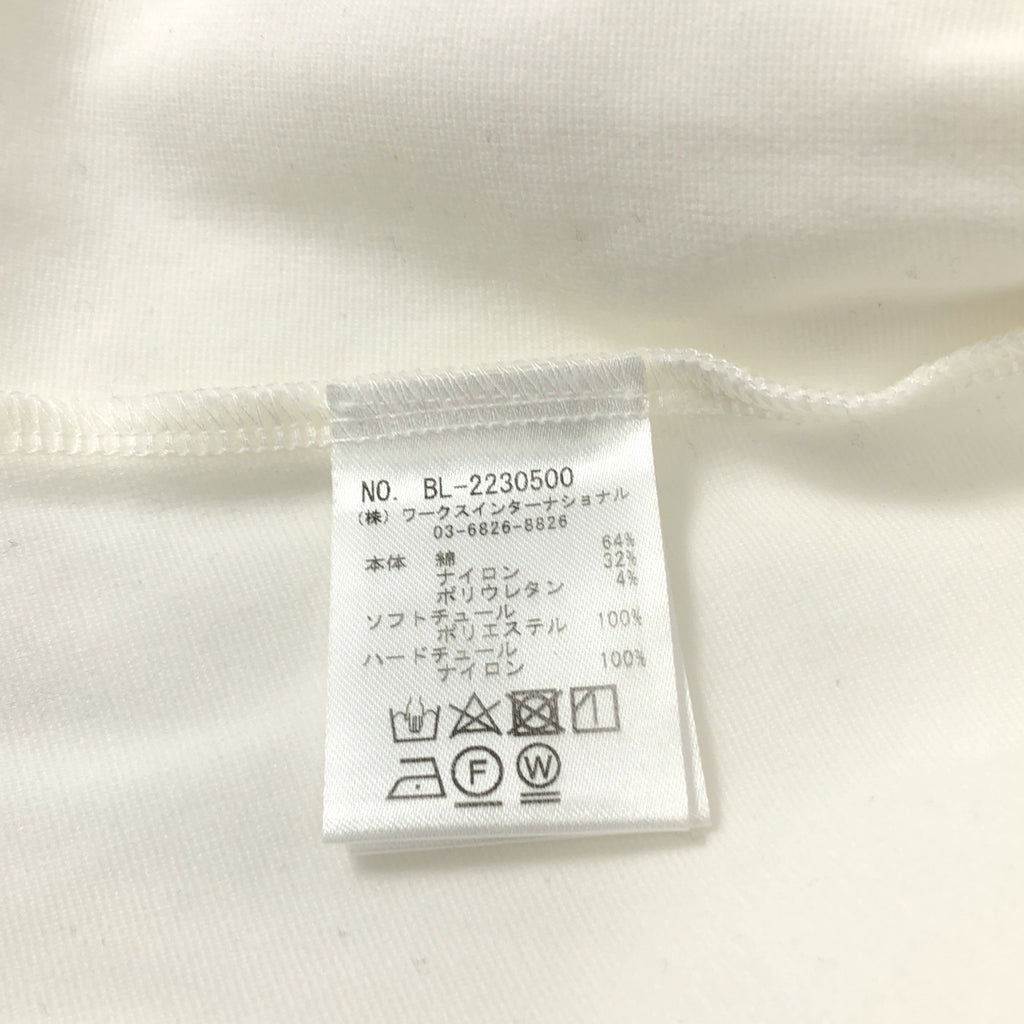 NO. BL-2230500
(株) ワークスインターナショナル
03-6826-8826
本体 綿 64%
ナイロン 32%
ポリウレタン 4%
ソフトチュール
ポリエステル 100%
ハードチュール
ナイロン 100%
F W